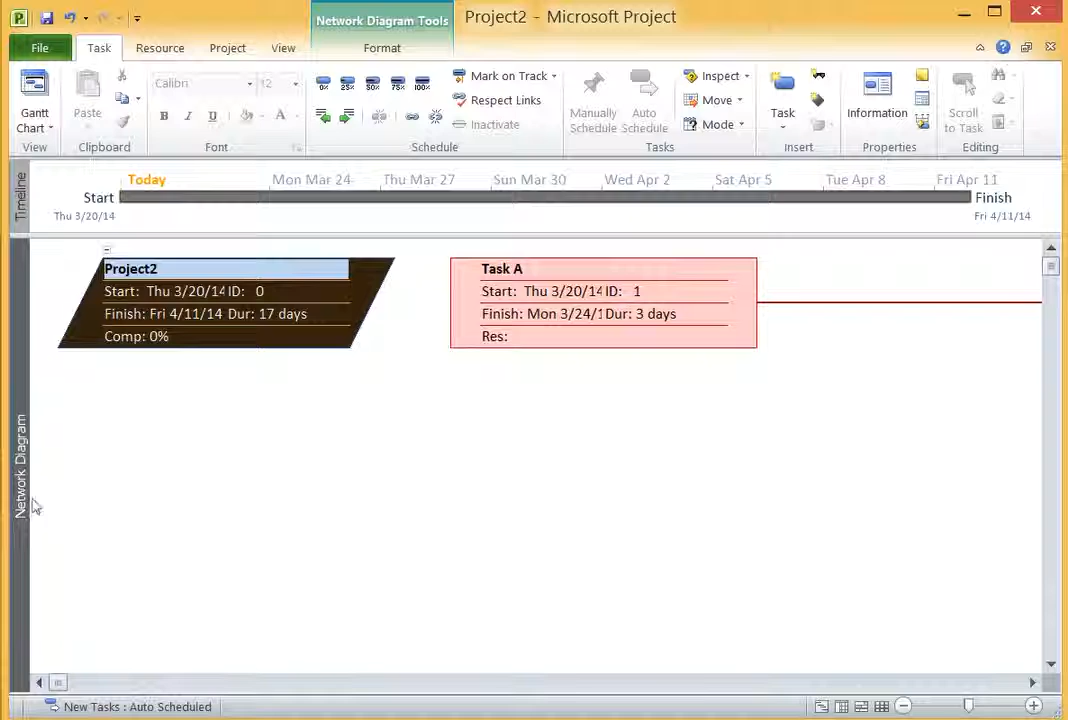 Network Diagram Tools
Project2 - Microsoft Project
File Task Resource Project View Format
Gantt Chart
View
Paste
Clipboard
Calibri 12
B I U A
Font
0% 25% 50% 75% 100%
Mark on Track
Respect Links
Inactivate
Schedule
Manually Schedule
Auto Schedule
Inspect
Move
Mode
Tasks
Task
Insert
Information
Properties
Scroll to Task
Editing
Timeline
Today Mon Mar 24 Thu Mar 27 Sun Mar 30 Wed Apr 2 Sat Apr 5 Tue Apr 8 Fri Apr 11
Start
Thu 3/20/14
Finish
Fri 4/11/14
Network Diagram
Project2
Start: Thu 3/20/14 ID: 0
Finish: Fri 4/11/14 Dur: 17 days
Comp: 0%
Task A
Start: Thu 3/20/14 ID: 1
Finish: Mon 3/24/1 Dur: 3 days
Res:
New Tasks : Auto Scheduled